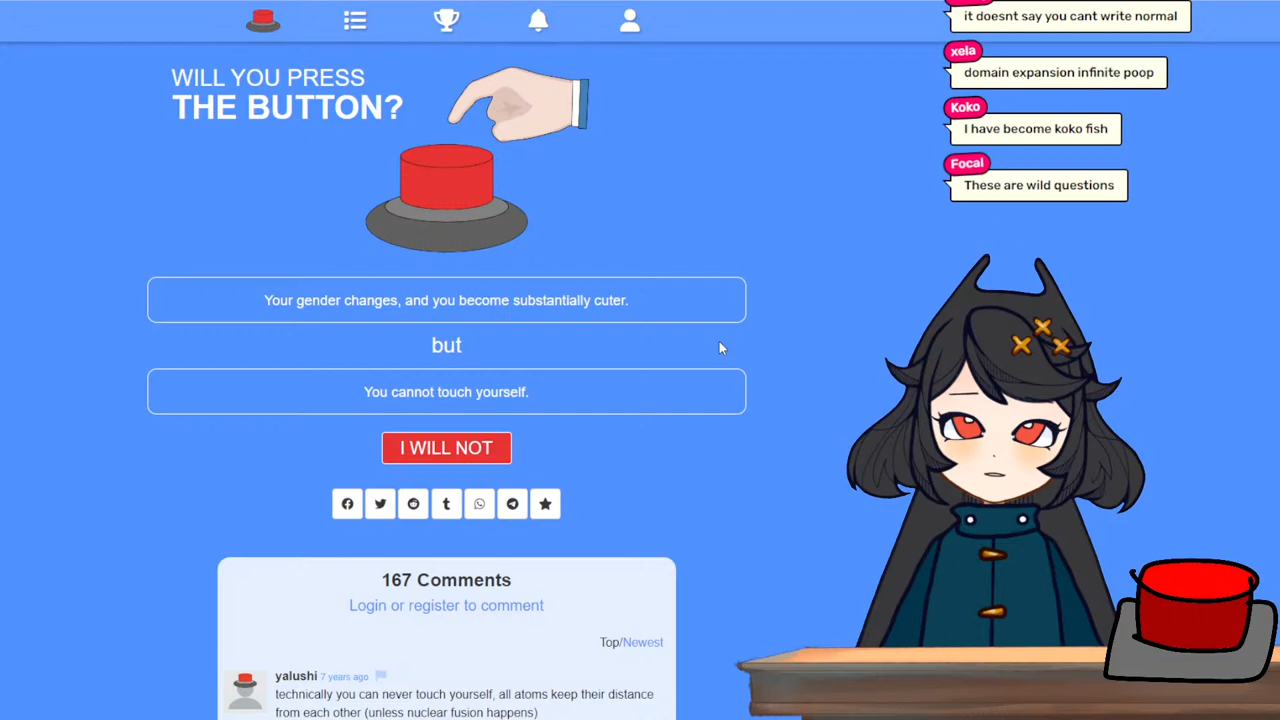 WILL YOU PRESS
THE BUTTON?
Your gender changes, and you become substantially cuter.
but
You cannot touch yourself.
I WILL NOT
167 Comments
Login or register to comment
Top/Newest
yalushi 7 years ago
technically you can never touch yourself, all atoms keep their distance
from each other (unless nuclear fusion happens)
it doesnt say you cant write normal
xela
domain expansion infinite poop
Koko
I have become koko fish
Focal
These are wild questions